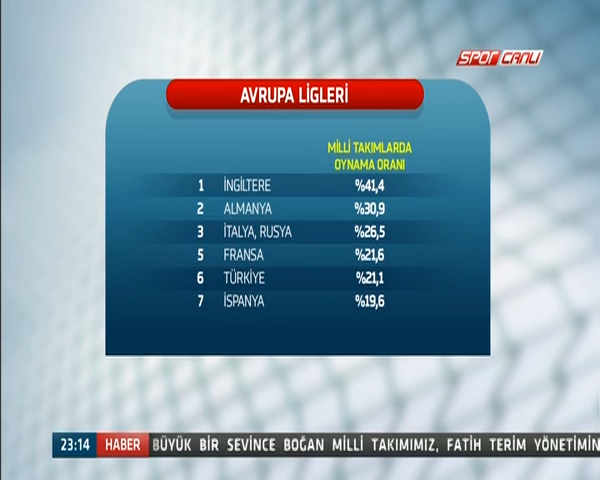 SPOR CANLI
AVRUPA LİGLERİ
MİLLİ TAKIMLARDA
OYNAMA ORANI
1 İNGİLTERE %41,4
2 ALMANYA %30,9
3 İTALYA, RUSYA %26,5
5 FRANSA %21,6
6 TÜRKİYE %21,1
7 İSPANYA %19,6
23:14 HABER BÜYÜK BİR SEVİNCE BOĞAN MİLLİ TAKIMIMIZ, FATİH TERİM YÖNETİMİN